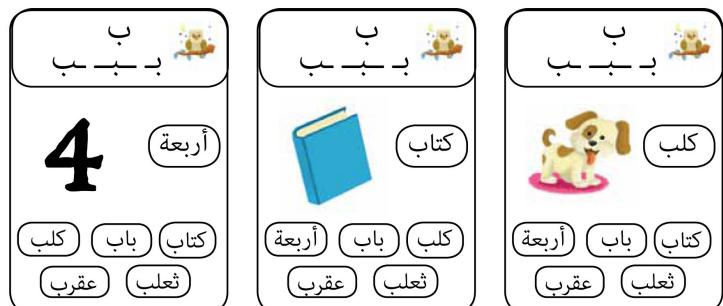 ب
بـ ـبـ ـب
كلب
كتاب باب أربعة
ثعلب عقرب
ب
بـ ـبـ ـب
كتاب
كلب باب أربعة
ثعلب عقرب
ب
بـ ـبـ ـب
أربعة
4
كتاب باب كلب
ثعلب عقرب